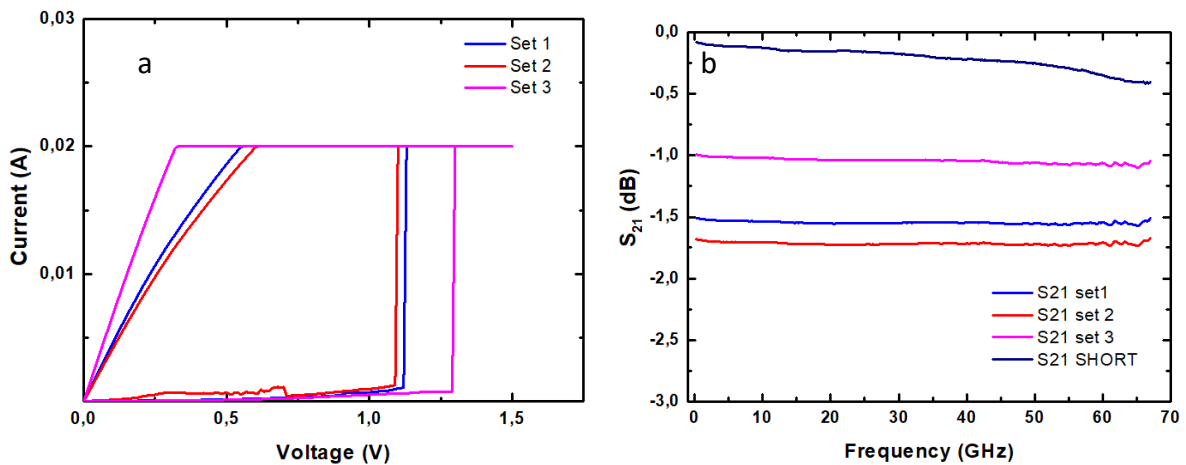 a
0,03
0,02
0,01
0,00
Current (A)
Set 1
Set 2
Set 3
0,0
0,5
1,0
1,5
Voltage (V)
b
0,0
-0,5
-1,0
-1,5
-2,0
-2,5
-3,0
S21 (dB)
S21 set1
S21 set 2
S21 set 3
S21 SHORT
0 10 20 30 40 50 60 70
Frequency (GHz)